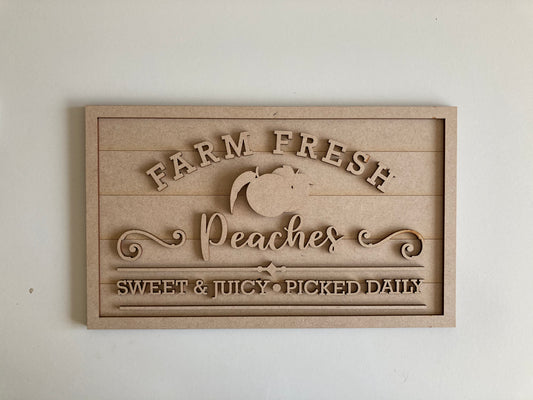 FARM FRESH
Peaches
SWEET & JUICY • PICKED DAILY